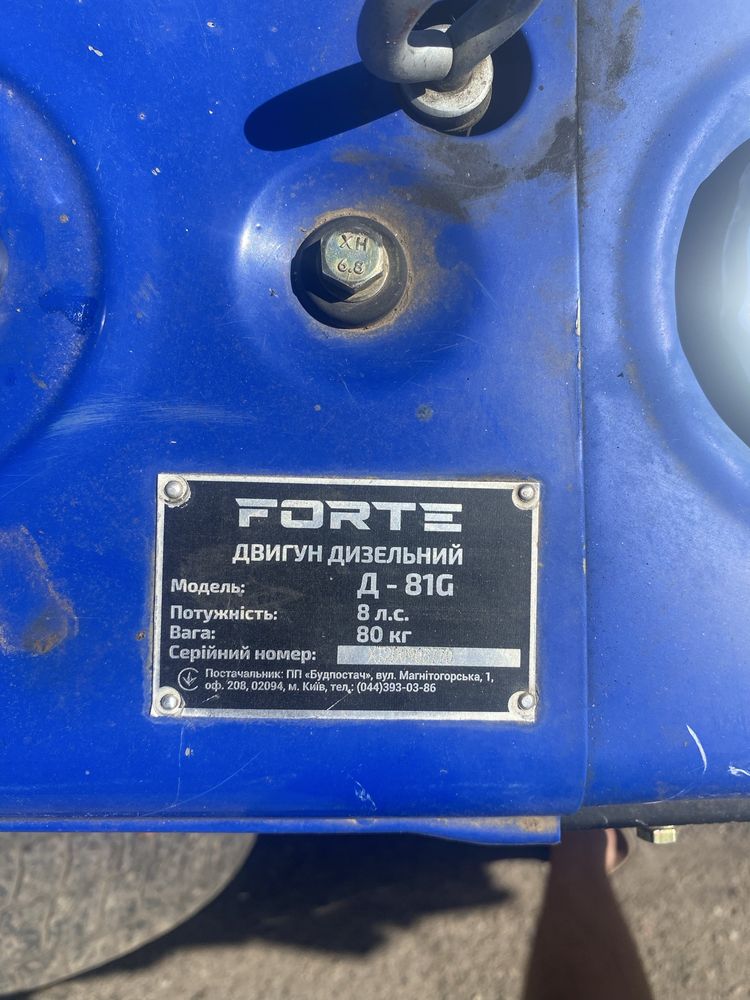 XH
6.8
FORTE
ДВИГУН ДИЗЕЛЬНИЙ
Модель: Д - 81G
Потужність: 8 л.с.
Вага: 80 кг
Серійний номер:
Постачальник: ПП «Будпостач», вул. Магнітогорська, 1,
оф. 208, 02094, м. Київ, тел.: (044)393-03-86